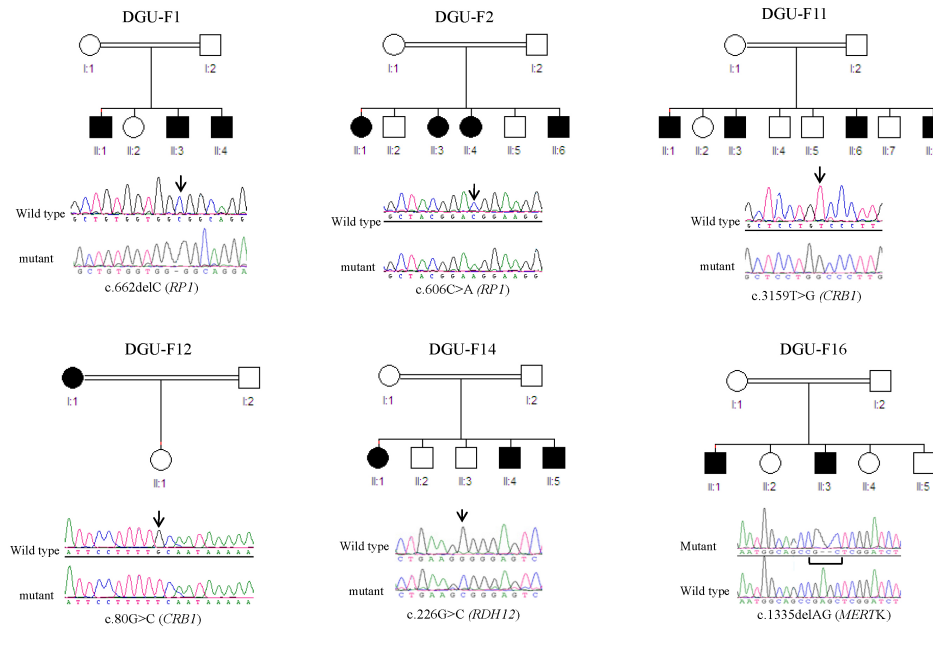 DGU-F1
I:1 I:2
II:1 II:2 II:3 II:4
Wild type
G C T G T G G T G G C G G C A G G
mutant
G C T G T G G T G G - G G C A G G A
c.662delC (RP1)
DGU-F2
I:1 I:2
II:1 II:2 II:3 II:4 II:5 II:6
Wild type
G C T A C G G A C G G A A G G
mutant
G C T A C G G A A G G A A G G
c.606C>A (RP1)
DGU-F11
I:1 I:2
II:1 II:2 II:3 II:4 II:5 II:6 II:7
Wild type
G C T C C T G T C C C T T
mutant
G C T C C T G G C C C T T G
c.3159T>G (CRB1)
DGU-F12
I:1 I:2
II:1
Wild type
A T T C C T T T T G C A A T A A A A A
mutant
A T T C C T T T T T C A A T A A A A A
c.80G>C (CRB1)
DGU-F14
I:1 I:2
II:1 II:2 II:3 II:4 II:5
Wild type
C T G A A G G G G G A G T C
mutant
C T G A A G C G G G A G T C
c.226G>C (RDH12)
DGU-F16
I:1 I:2
II:1 II:2 II:3 II:4 II:5
Mutant
A A T G G C A G C C G - - C T C G G A T C T
Wild type
A A T G G C A G C C G A G C T C G G A T C T
c.1335delAG (MERTK)